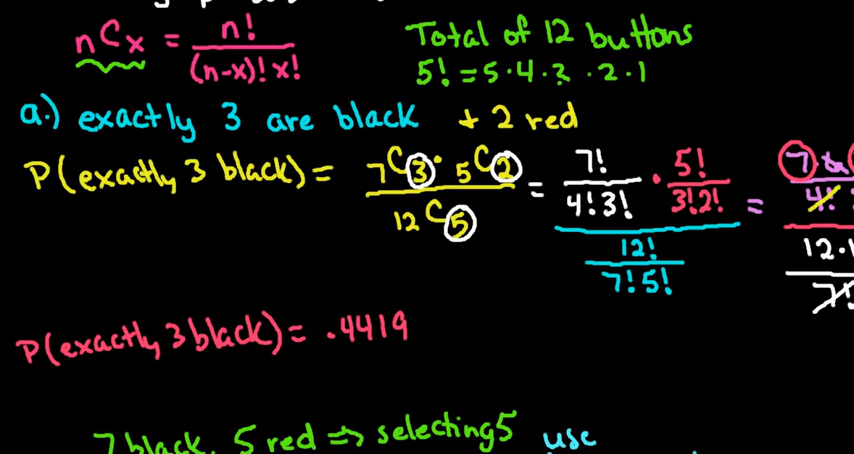 nCx = n! / (n-x)! x!
Total of 12 buttons
5! = 5 · 4 · 3 · 2 · 1
a.) exactly 3 are black + 2 red
P(exactly 3 black) = 7C3 · 5C2 / 12C5 = 7! / 4! 3! · 5! / 3! 2! / 12! / 7! 5! =
P(exactly 3 black) = .4419
7 black, 5 red => selecting 5 use